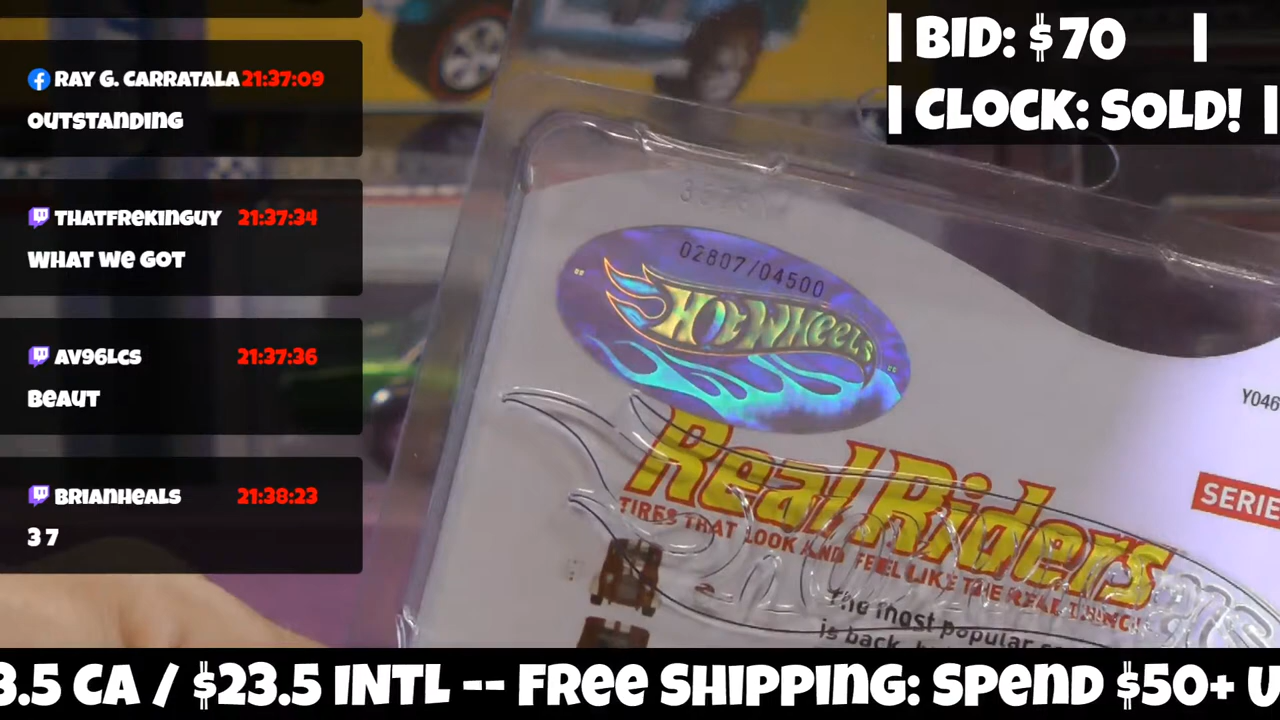 | BID: $70 |
| CLOCK: SOLD! |
RAY G. CARRATALA 21:37:09
OUTSTANDING
THATFREKINGUY 21:37:34
WHAT WE GOT
AV96LCS 21:37:36
BEAUT
BRIANHEALS 21:38:23
3 7
02807/04500
Hot Wheels
Y046
SERIE
Real Riders
TIRES THAT LOOK AND FEEL LIKE THE REAL THING!
The most popular
is back,
3.5 CA / $23.5 INTL -- FREE SHIPPING: SPEND $50+ U